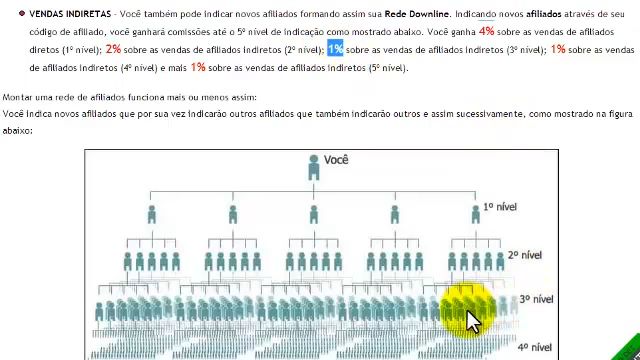 VENDAS INDIRETAS - Você também pode indicar novos afiliados formando assim sua Rede Downline. Indicando novos afiliados através de seu
código de afiliado, você ganhará comissões até o 5º nível de indicação como mostrado abaixo. Você ganha 4% sobre as vendas de afiliados
diretos (1º nível); 2% sobre as vendas de afiliados indiretos (2º nível); 1% sobre as vendas de afiliados indiretos (3º nível); 1% sobre as vendas
de afiliados indiretos (4º nível) e mais 1% sobre as vendas de afiliados indiretos (5º nível).
Montar uma rede de afiliados funciona mais ou menos assim:
Você indica novos afiliados que por sua vez indicarão outros afiliados que também indicarão outros e assim sucessivamente, como mostrado na figura
abaixo:
Você
1º nível
2º nível
3º nível
4º nível